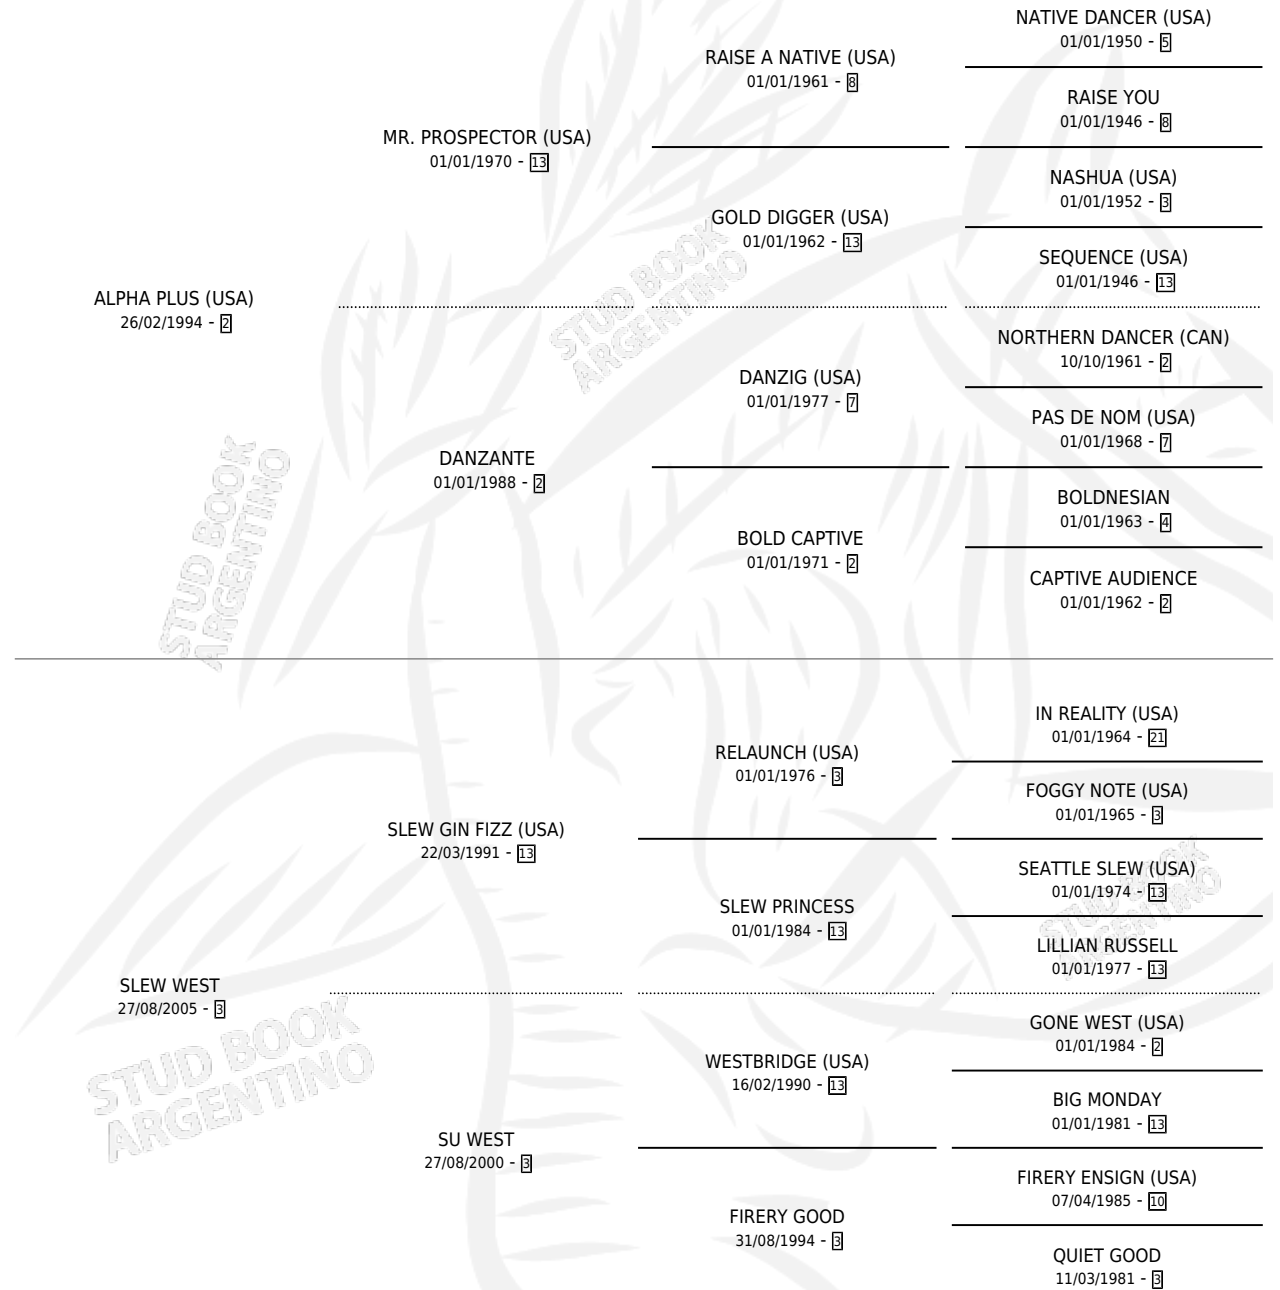 NATIVE DANCER (USA)
01/01/1950 - 5
RAISE A NATIVE (USA)
01/01/1961 - 8
RAISE YOU
01/01/1946 - 8
MR. PROSPECTOR (USA)
01/01/1970 - 13
NASHUA (USA)
01/01/1952 - 3
GOLD DIGGER (USA)
01/01/1962 - 13
SEQUENCE (USA)
01/01/1946 - 13
ALPHA PLUS (USA)
26/02/1994 - 2
NORTHERN DANCER (CAN)
10/10/1961 - 2
DANZIG (USA)
01/01/1977 - 7
PAS DE NOM (USA)
01/01/1968 - 7
DANZANTE
01/01/1988 - 2
BOLDNESIAN
01/01/1963 - 4
BOLD CAPTIVE
01/01/1971 - 2
CAPTIVE AUDIENCE
01/01/1962 - 2
IN REALITY (USA)
01/01/1964 - 21
RELAUNCH (USA)
01/01/1976 - 3
FOGGY NOTE (USA)
01/01/1965 - 3
SLEW GIN FIZZ (USA)
22/03/1991 - 13
SEATTLE SLEW (USA)
01/01/1974 - 13
SLEW PRINCESS
01/01/1984 - 13
LILLIAN RUSSELL
01/01/1977 - 13
SLEW WEST
27/08/2005 - 3
GONE WEST (USA)
01/01/1984 - 2
WESTBRIDGE (USA)
16/02/1990 - 13
BIG MONDAY
01/01/1981 - 13
SU WEST
27/08/2000 - 3
FIRERY ENSIGN (USA)
07/04/1985 - 10
FIRERY GOOD
31/08/1994 - 3
QUIET GOOD
11/03/1981 - 3
STUD BOOK
ARGENTINO
STUD BOOK
ARGENTINO
STUD BOOK
ARGENTINO
STUD BOOK
ARGENTINO